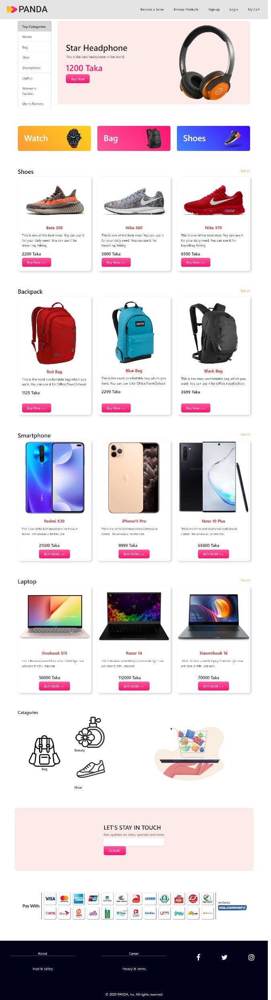 PANDA
Become a Seller
Browse Products
Sign up
Login
My Cart
Top Catagories
Watch
Bag
Shoe
Smartphone
Laptop
Women's
Fashion
Men's Fashion
Star Headphone
This is the best headphone in the world.
1200 Taka
Buy Now
Watch
Bag
Shoes
Shoes
See all
Bata 350
This is one of the best shoe. Yoy can use it
for your daily need. You can use it for
travelling, hiking.
2200 Taka
Buy Now >>
Nike 360
This is one of the best shoe. Yoy can use it
for your daily need. You can use it for
travelling, hiking.
5600 Taka
Buy Now >>
Nike 370
This is one of the best shoe. Yoy can use it
for your daily need. You can use it for
travelling, hiking.
6500 Taka
Buy Now >>
Backpack
See all
Red Bag
This is the most comfortable bag which you
want. You can use it for Office,Travel,School.
1125 Taka
Buy Now >>
BURTON
Blue Bag
This is the most comfortable bag which you
want. You can use it for Office,Travel,School.
2299 Taka
Buy Now >>
Black Bag
This is the most comfortable bag which you
want. You can use it for Office,Travel,School.
2699 Taka
Buy Now >>
Smartphone
See all
Redmi
Redmi K30
This is one of the best smartphone right now in
market. The cameras is the best one
21500 Taka
BUY NOW >>
iPhone11 Pro
This is one of the best smartphone right now in
market. The cameras is the best one.
9999 Taka
BUY NOW >>
SAMSUNG
Note 10 Plus
This is one of the best smartphone right now in
market. The cameras is the best one.
65000 Taka
BUY NOW >>
Laptop
See all
Vivobook S15
This is the most powerful laptop in market right now
with Core i9 10th, 16gb ram.
56000 Taka
BUY NOW >>
Razor 14
This is the most powerful laptop in market right now
with Core i9 10th, 16gb ram.
112000 Taka
BUY NOW >>
08:16
Xiaomibook 16
This is the most powerful laptop in market right now
with Core i9 10th, 16gb ram.
70000 Taka
BUY NOW >>
Catagories
Bag
Beauty
Shoe
LET'S STAY IN TOUCH
Get updates on sales, specials and more
SUBMIT
Pay With
VISA
mastercard
AMERICAN EXPRESS
UnionPay
DBBL NEXUS
AB
fastcash
MTB
bKash
MYCash
t-cash
Upay
iPay
Dmoney
Verified by
SSLCOMMERZ
About
Career
Trust & Safety
Privacy & Terms
© 2020 PANDA, Inc. All rights reserved